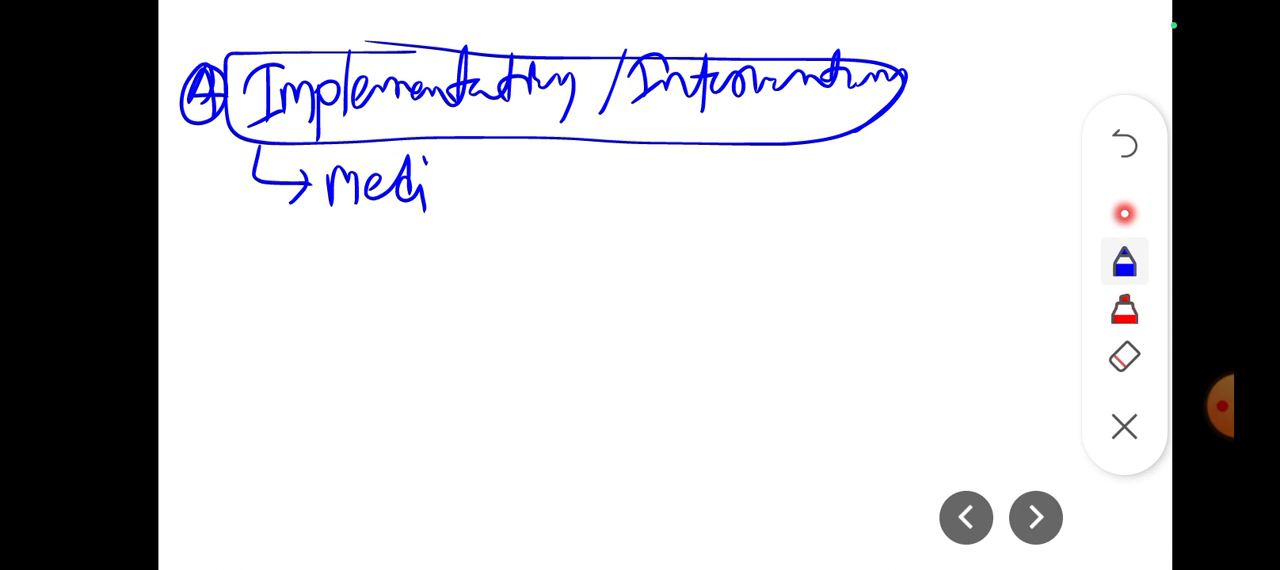 ④ Implementation / Intervention
↳ medi